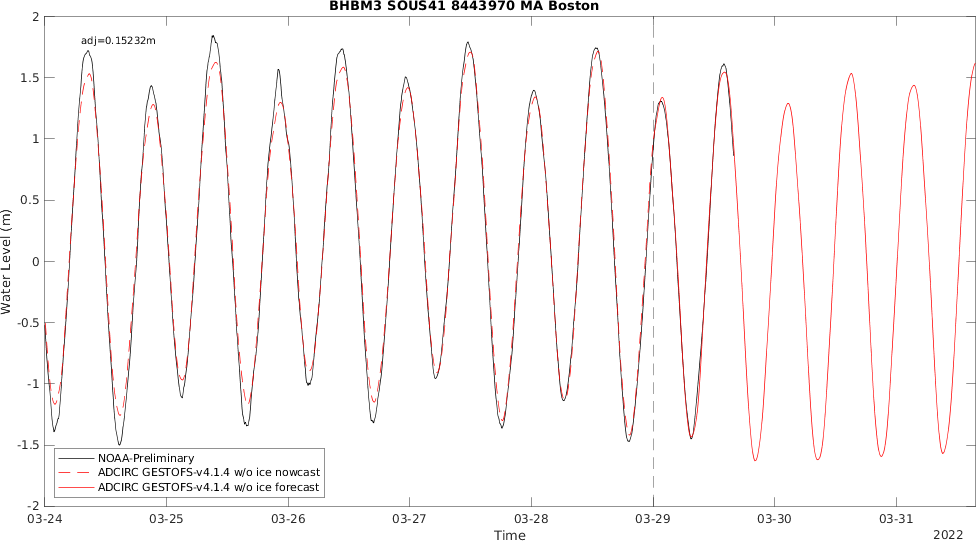 BHBM3 SOUS41 8443970 MA Boston
adj=0.15232m
2
1.5
1
0.5
0
-0.5
-1
-1.5
-2
Water Level (m)
NOAA-Preliminary
ADCIRC GESTOFS-v4.1.4 w/o ice nowcast
ADCIRC GESTOFS-v4.1.4 w/o ice forecast
03-24 03-25 03-26 03-27 03-28 03-29 03-30 03-31
Time
2022